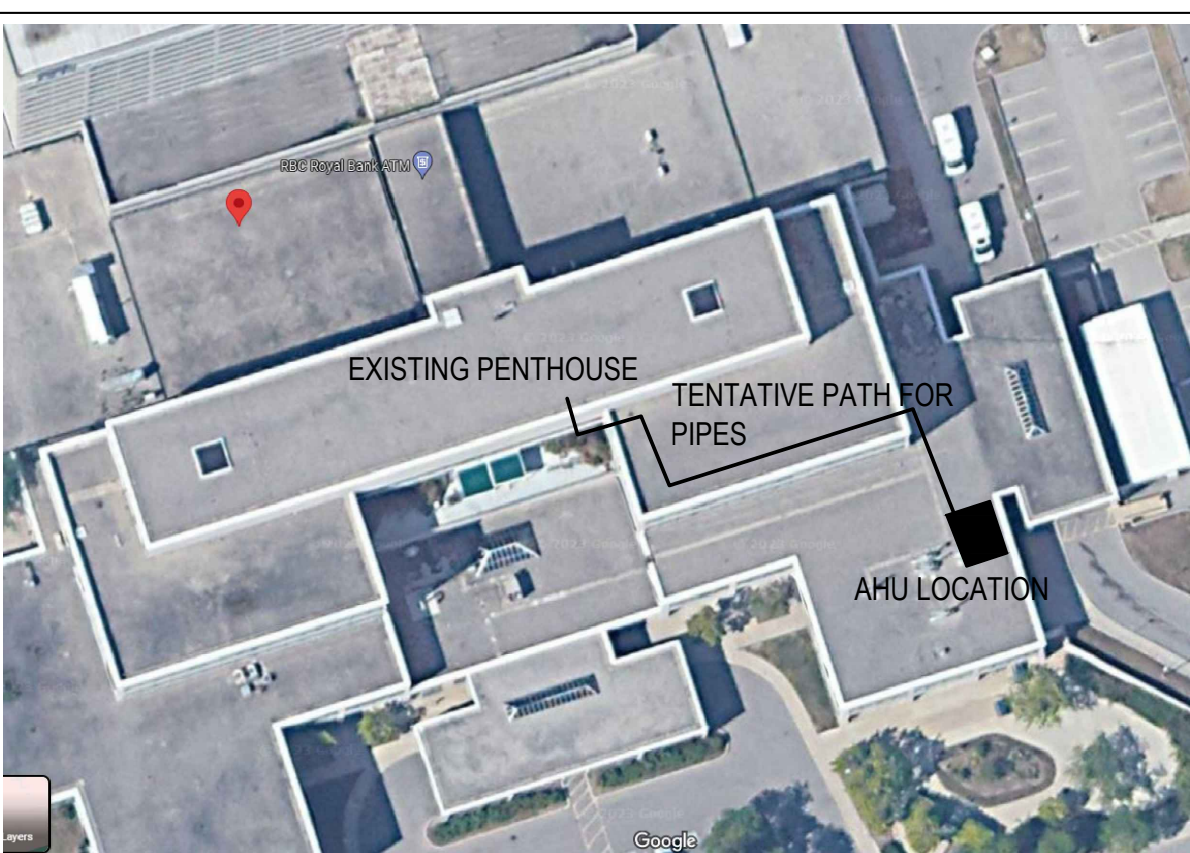 RBC Royal Bank ATM
EXISTING PENTHOUSE
TENTATIVE PATH FOR
PIPES
AHU LOCATION
Layers
Google